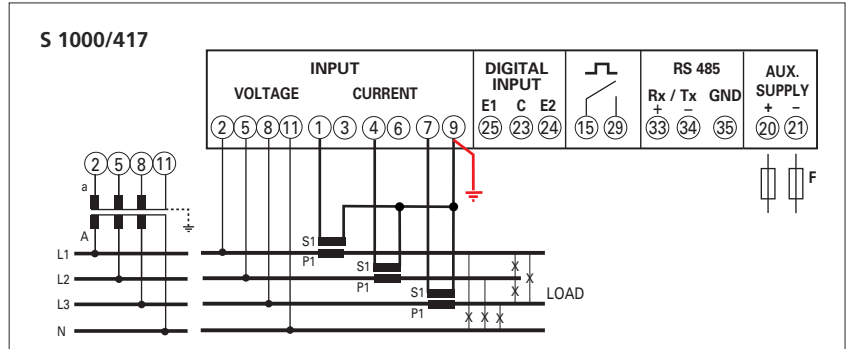 S 1000/417
INPUT
VOLTAGE CURRENT
DIGITAL
INPUT
E1 C E2
RS 485
Rx / Tx GND
+ −
AUX.
SUPPLY
+ −
2 5 8 11 1 3 4 6 7 9 25 23 24 15 29 33 34 35 20 21
2 5 8 11
F
a
A
S1
L1
P1
S1
L2
P1
S1
LOAD
L3
P1
N